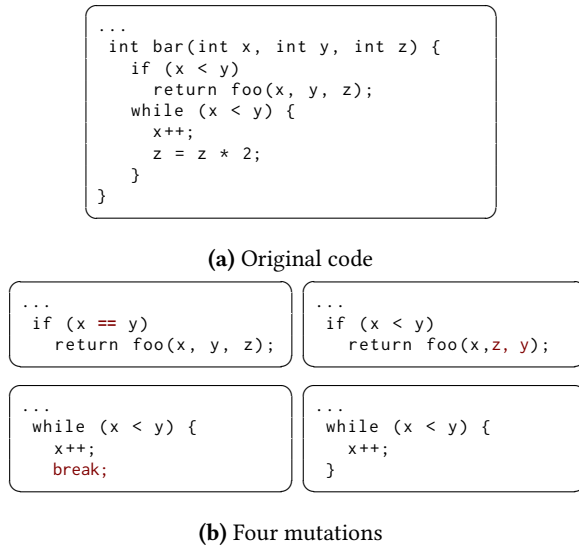 ...
int bar(int x, int y, int z) {
if (x < y)
return foo(x, y, z);
while (x < y) {
x++;
z = z * 2;
}
}
(a) Original code
...
if (x == y)
return foo(x, y, z);
...
if (x < y)
return foo(x,z, y);
...
while (x < y) {
x++;
break;
...
while (x < y) {
x++;
}
(b) Four mutations